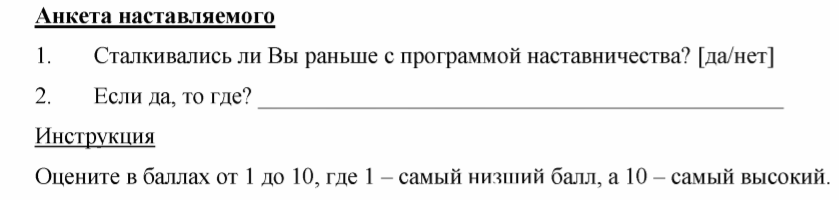 Анкета наставляемого
1. Сталкивались ли Вы раньше с программой наставничества? [да/нет]
2. Если да, то где? ____________________
Инструкция
Оцените в баллах от 1 до 10, где 1 – самый низший балл, а 10 – самый высокий.